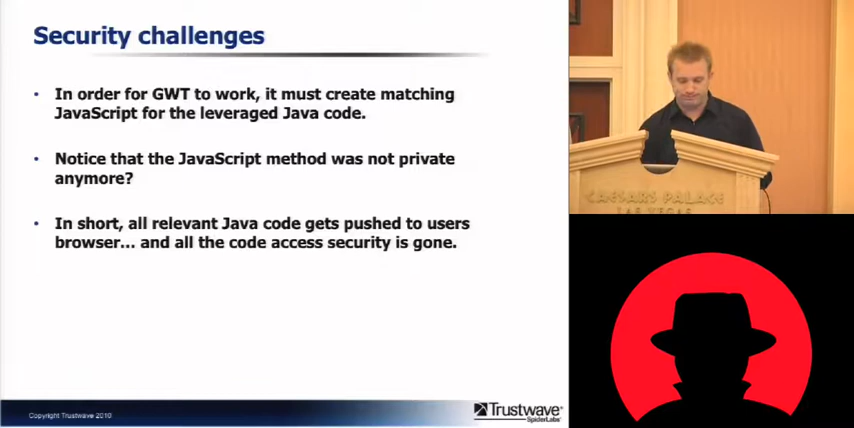 Security challenges
• In order for GWT to work, it must create matching
JavaScript for the leveraged Java code.
• Notice that the JavaScript method was not private
anymore?
• In short, all relevant Java code gets pushed to users
browser... and all the code access security is gone.
Copyright Trustwave 2010
Trustwave®
SpiderLabs®
CAESARS PALACE
LAS VEGAS